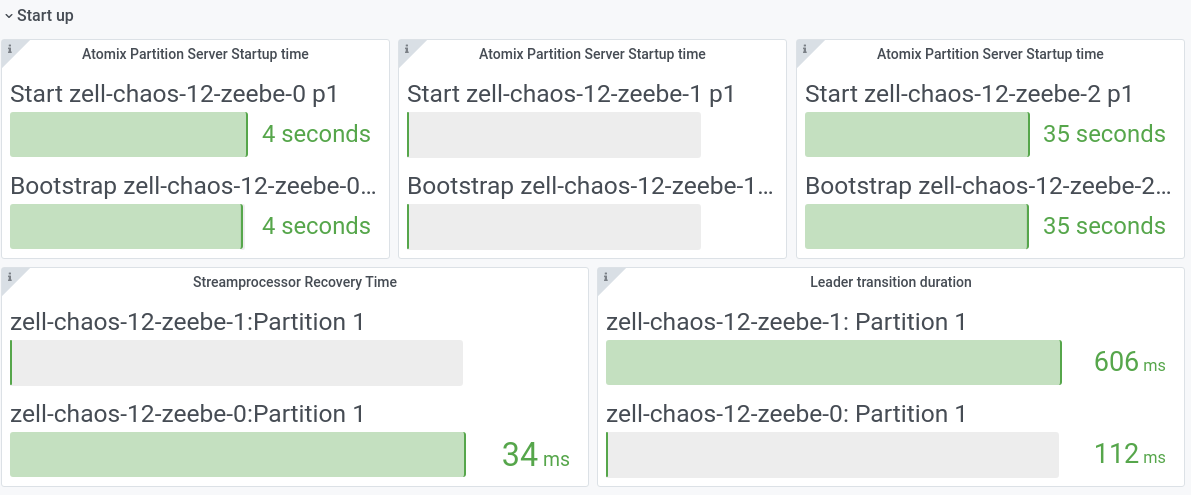 Start up
Atomix Partition Server Startup time
Start zell-chaos-12-zeebe-0 p1
4 seconds
Bootstrap zell-chaos-12-zeebe-0...
4 seconds
Atomix Partition Server Startup time
Start zell-chaos-12-zeebe-1 p1
Bootstrap zell-chaos-12-zeebe-1...
Atomix Partition Server Startup time
Start zell-chaos-12-zeebe-2 p1
35 seconds
Bootstrap zell-chaos-12-zeebe-2...
35 seconds
Streamprocessor Recovery Time
zell-chaos-12-zeebe-1:Partition 1
zell-chaos-12-zeebe-0:Partition 1
34 ms
Leader transition duration
zell-chaos-12-zeebe-1: Partition 1
606 ms
zell-chaos-12-zeebe-0: Partition 1
112 ms